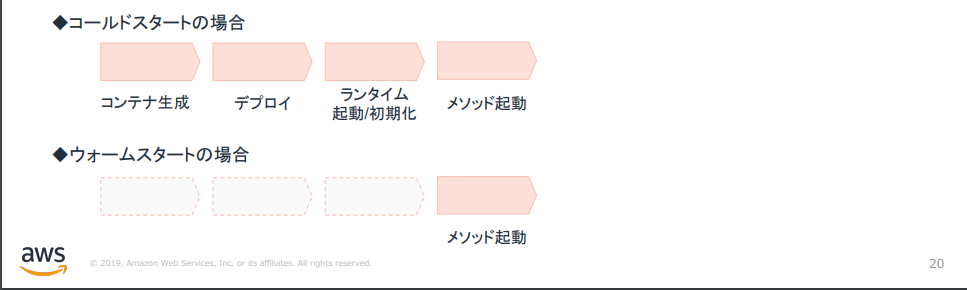 ◆コールドスタートの場合
コンテナ生成
デプロイ
ランタイム
起動/初期化
メソッド起動
◆ウォームスタートの場合
メソッド起動
aws
© 2019, Amazon Web Services, Inc. or its affiliates. All rights reserved.
20